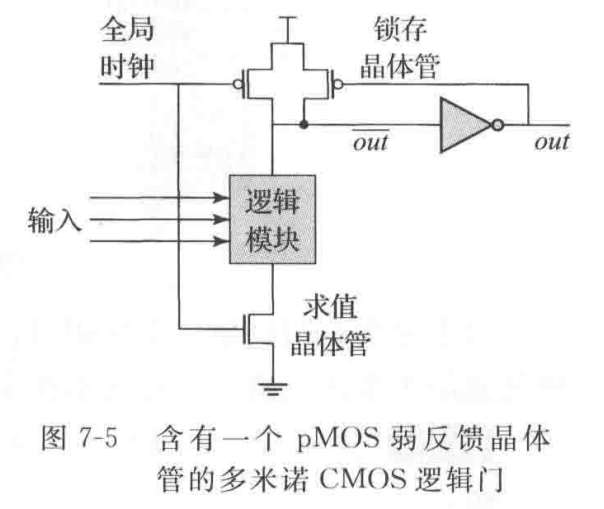 全局
时钟
锁存
晶体管
out
out
逻辑
模块
输入
求值
晶体管
图 7-5 含有一个 pMOS 弱反馈晶体
管的多米诺 CMOS 逻辑门